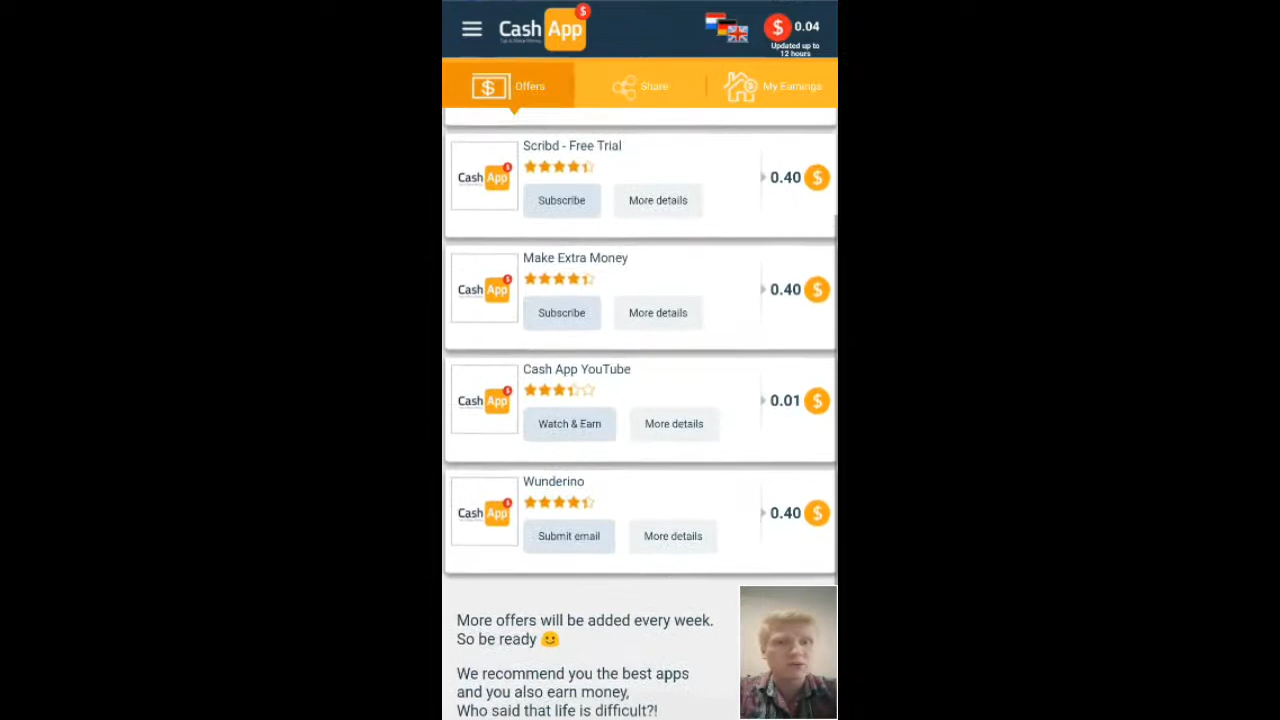 Cash App $
$ 0.04
Updated up to
12 hours
$ Offers
Share
My Earnings
Scribd - Free Trial
Cash App
Subscribe
More details
0.40 $
Make Extra Money
Cash App
Subscribe
More details
0.40 $
Cash App YouTube
Cash App
Watch & Earn
More details
0.01 $
Wunderino
Cash App
Submit email
More details
0.40 $
More offers will be added every week.
So be ready 🙂
We recommend you the best apps
and you also earn money,
Who said that life is difficult?!